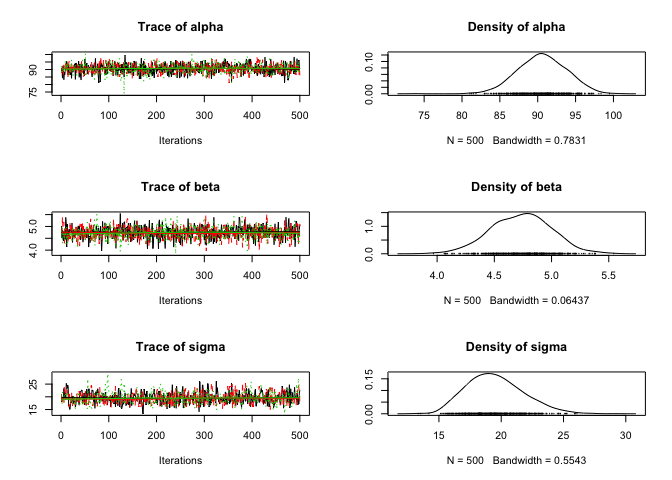 Trace of alpha
75 90
0 100 200 300 400 500
Iterations
Density of alpha
0.00 0.10
75 80 85 90 95 100
N = 500 Bandwidth = 0.7831
Trace of beta
4.0 5.0
0 100 200 300 400 500
Iterations
Density of beta
0.0 1.0
4.0 4.5 5.0 5.5
N = 500 Bandwidth = 0.06437
Trace of sigma
15 25
0 100 200 300 400 500
Iterations
Density of sigma
0.00 0.15
15 20 25 30
N = 500 Bandwidth = 0.5543